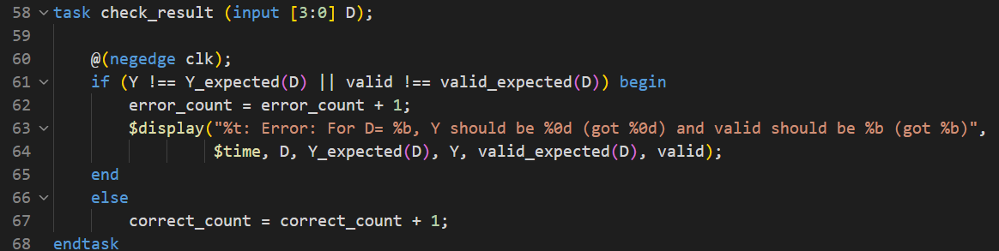 58 task check_result (input [3:0] D);
59
60 @(negedge clk);
61 if (Y !== Y_expected(D) || valid !== valid_expected(D)) begin
62 error_count = error_count + 1;
63 $display("%t: Error: For D= %b, Y should be %0d (got %0d) and valid should be %b (got %b)",
64 $time, D, Y_expected(D), Y, valid_expected(D), valid);
65 end
66 else
67 correct_count = correct_count + 1;
68 endtask